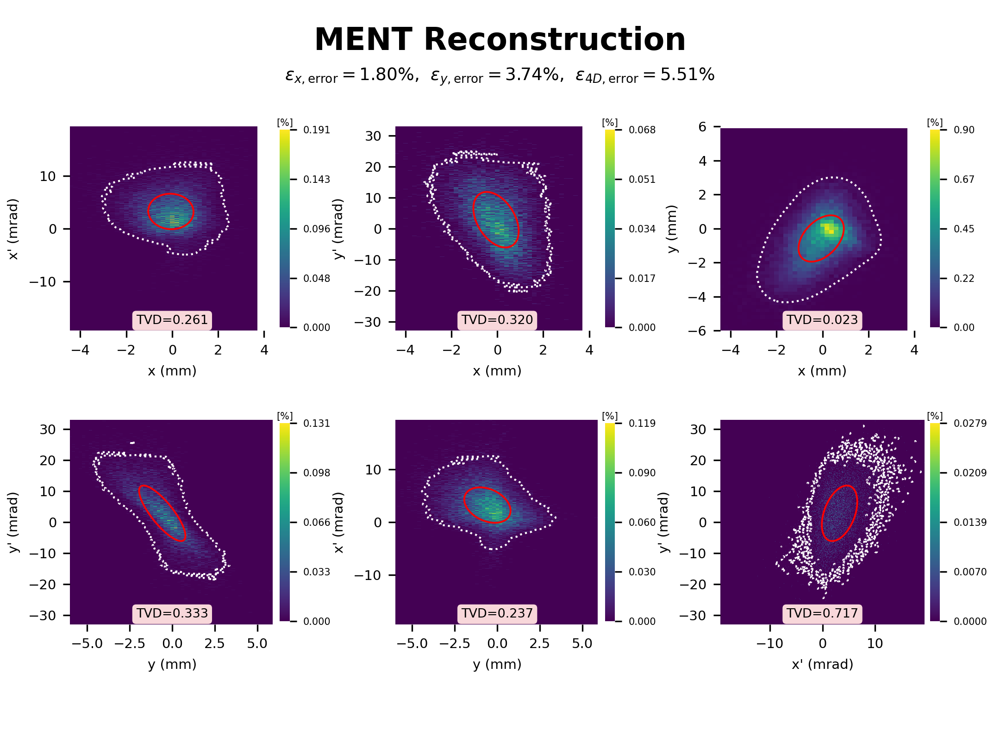 MENT Reconstruction
εx,error = 1.80%, εy,error = 3.74%, ε4D,error = 5.51%
[%]
0.191
0.143
0.096
0.048
0.000
10
0
−10
x' (mrad)
TVD=0.261
−4 −2 0 2 4
x (mm)
[%]
0.068
0.051
0.034
0.017
0.000
30
20
10
0
−10
−20
−30
y' (mrad)
TVD=0.320
−4 −2 0 2 4
x (mm)
[%]
0.90
0.67
0.45
0.22
0.00
6
4
2
0
−2
−4
−6
y (mm)
TVD=0.023
−4 −2 0 2 4
x (mm)
[%]
0.131
0.098
0.066
0.033
0.000
30
20
10
0
−10
−20
−30
y' (mrad)
TVD=0.333
−5.0 −2.5 0.0 2.5 5.0
y (mm)
[%]
0.119
0.090
0.060
0.030
0.000
10
0
−10
x' (mrad)
TVD=0.237
−5.0 −2.5 0.0 2.5 5.0
y (mm)
[%]
0.0279
0.0209
0.0139
0.0070
0.0000
30
20
10
0
−10
−20
−30
y' (mrad)
TVD=0.717
−10 0 10
x' (mrad)